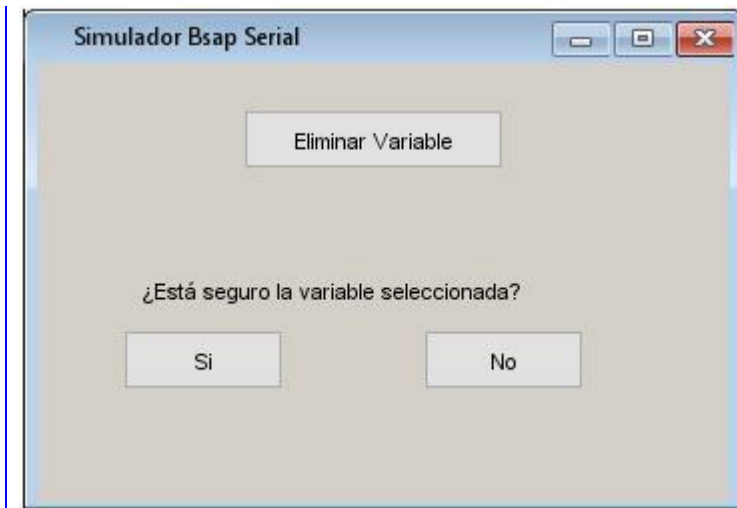 Simulador Bsap Serial
Eliminar Variable
¿Está seguro la variable seleccionada?
Si
No